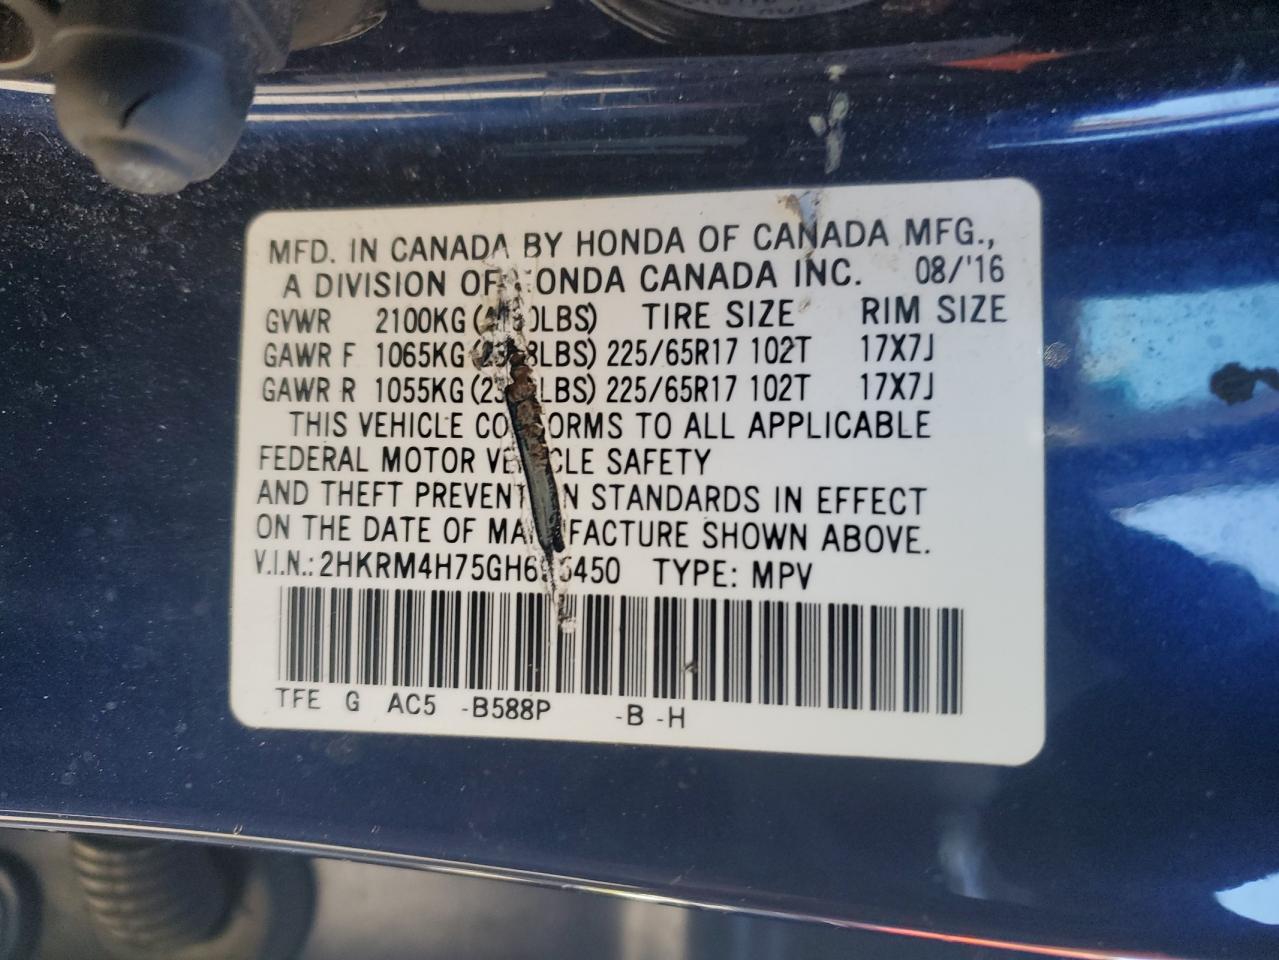 MFD. IN CANADA BY HONDA OF CANADA MFG.,
A DIVISION OF HONDA CANADA INC. 08/'16
GVWR 2100KG TIRE SIZE RIM SIZE
GAWR F 1065KG 225/65R17 102T 17X7J
GAWR R 1055KG 225/65R17 102T 17X7J
THIS VEHICLE CONFORMS TO ALL APPLICABLE
FEDERAL MOTOR VEHICLE SAFETY
AND THEFT PREVENTION STANDARDS IN EFFECT
ON THE DATE OF MANUFACTURE SHOWN ABOVE.
V.I.N.: TYPE: MPV
TFE G AC5 -B588P -B -H